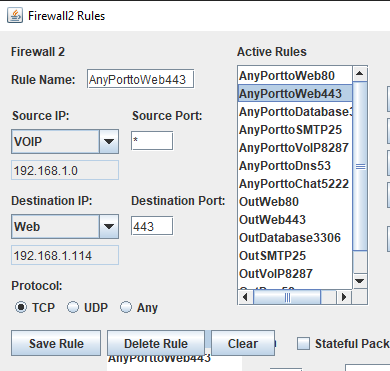 Firewall2 Rules
Firewall 2
Rule Name: AnyPorttoWeb443
Source IP: Source Port:
VOIP *
192.168.1.0
Destination IP: Destination Port:
Web 443
192.168.1.114
Protocol:
TCP UDP Any
Active Rules
AnyPorttoWeb80
AnyPorttoWeb443
AnyPorttoDatabase3
AnyPorttoSMTP25
AnyPorttoVoIP8287
AnyPorttoDns53
AnyPorttoChat5222
OutWeb80
OutWeb443
OutDatabase3306
OutSMTP25
OutVoIP8287
Save Rule Delete Rule Clear Stateful Pack
AnyPorttoWeb443